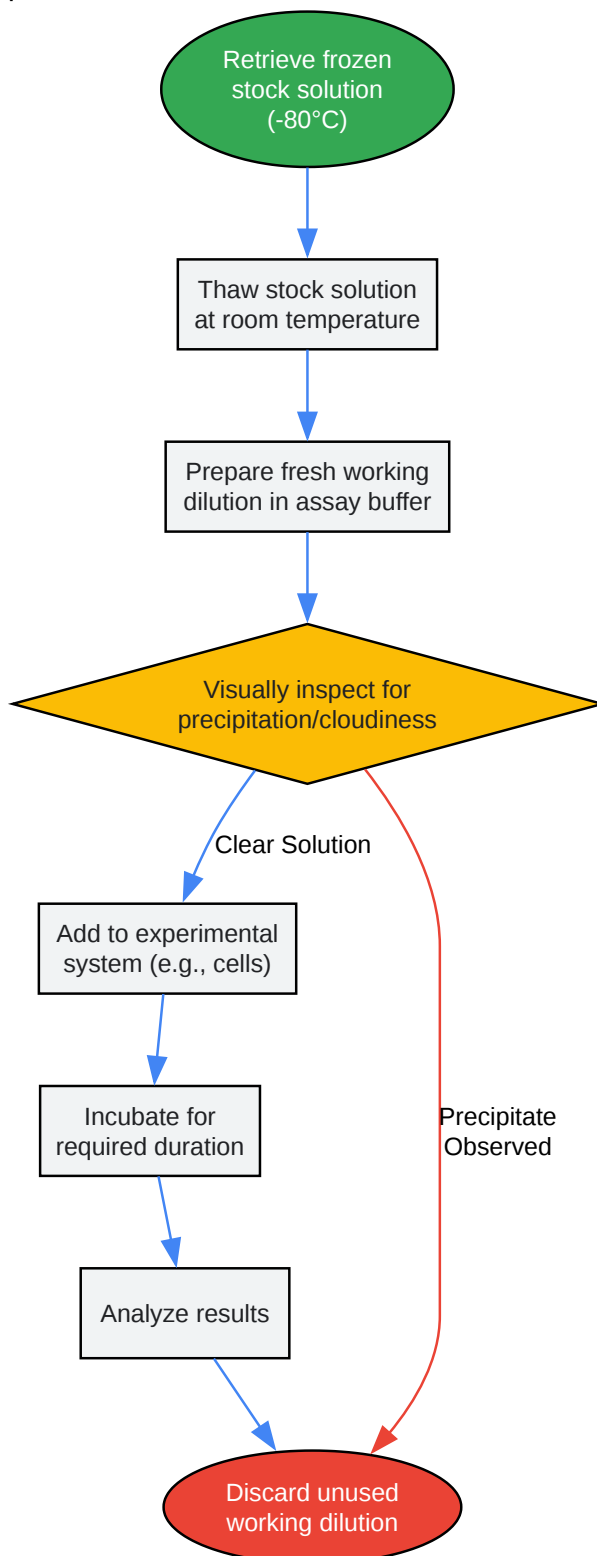 Retrieve frozen
stock solution
(-80°C)
Thaw stock solution
at room temperature
Prepare fresh working
dilution in assay buffer
Visually inspect for
precipitation/cloudiness
Clear Solution
Add to experimental
system (e.g., cells)
Incubate for
required duration
Precipitate
Observed
Analyze results
Discard unused
working dilution